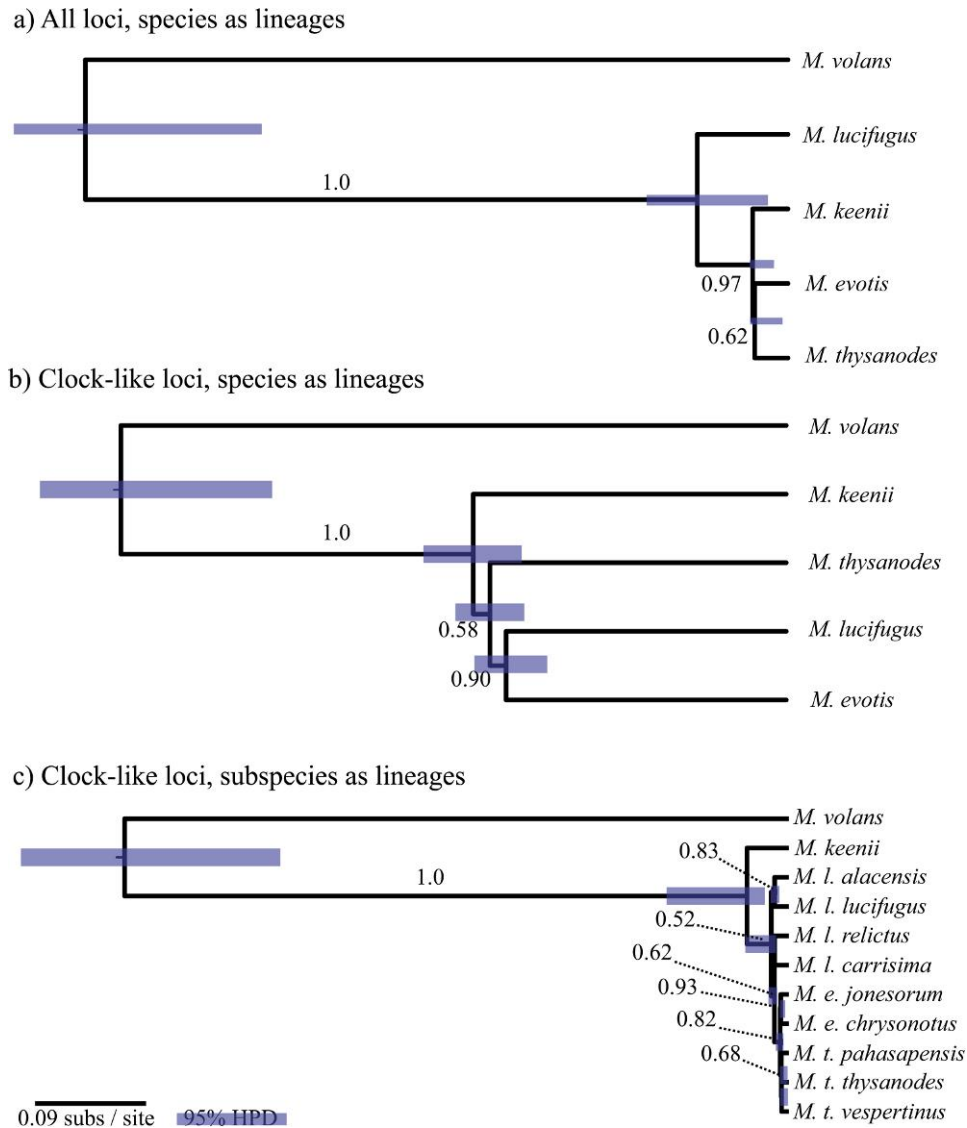 a) All loci, species as lineages
M. volans
M. lucifugus
1.0
M. keenii
0.97
M. evotis
0.62
M. thysanodes
b) Clock-like loci, species as lineages
M. volans
M. keenii
1.0
M. thysanodes
0.58
M. lucifugus
0.90
M. evotis
c) Clock-like loci, subspecies as lineages
M. volans
0.83
M. keenii
1.0
M. l. alacensis
0.52
M. l. lucifugus
M. l. relictus
0.62
M. l. carrisima
0.93
M. e. jonesorum
0.82
M. e. chrysonotus
0.68
M. t. pahasapensis
M. t. thysanodes
M. t. vespertinus
0.09 subs / site
95% HPD